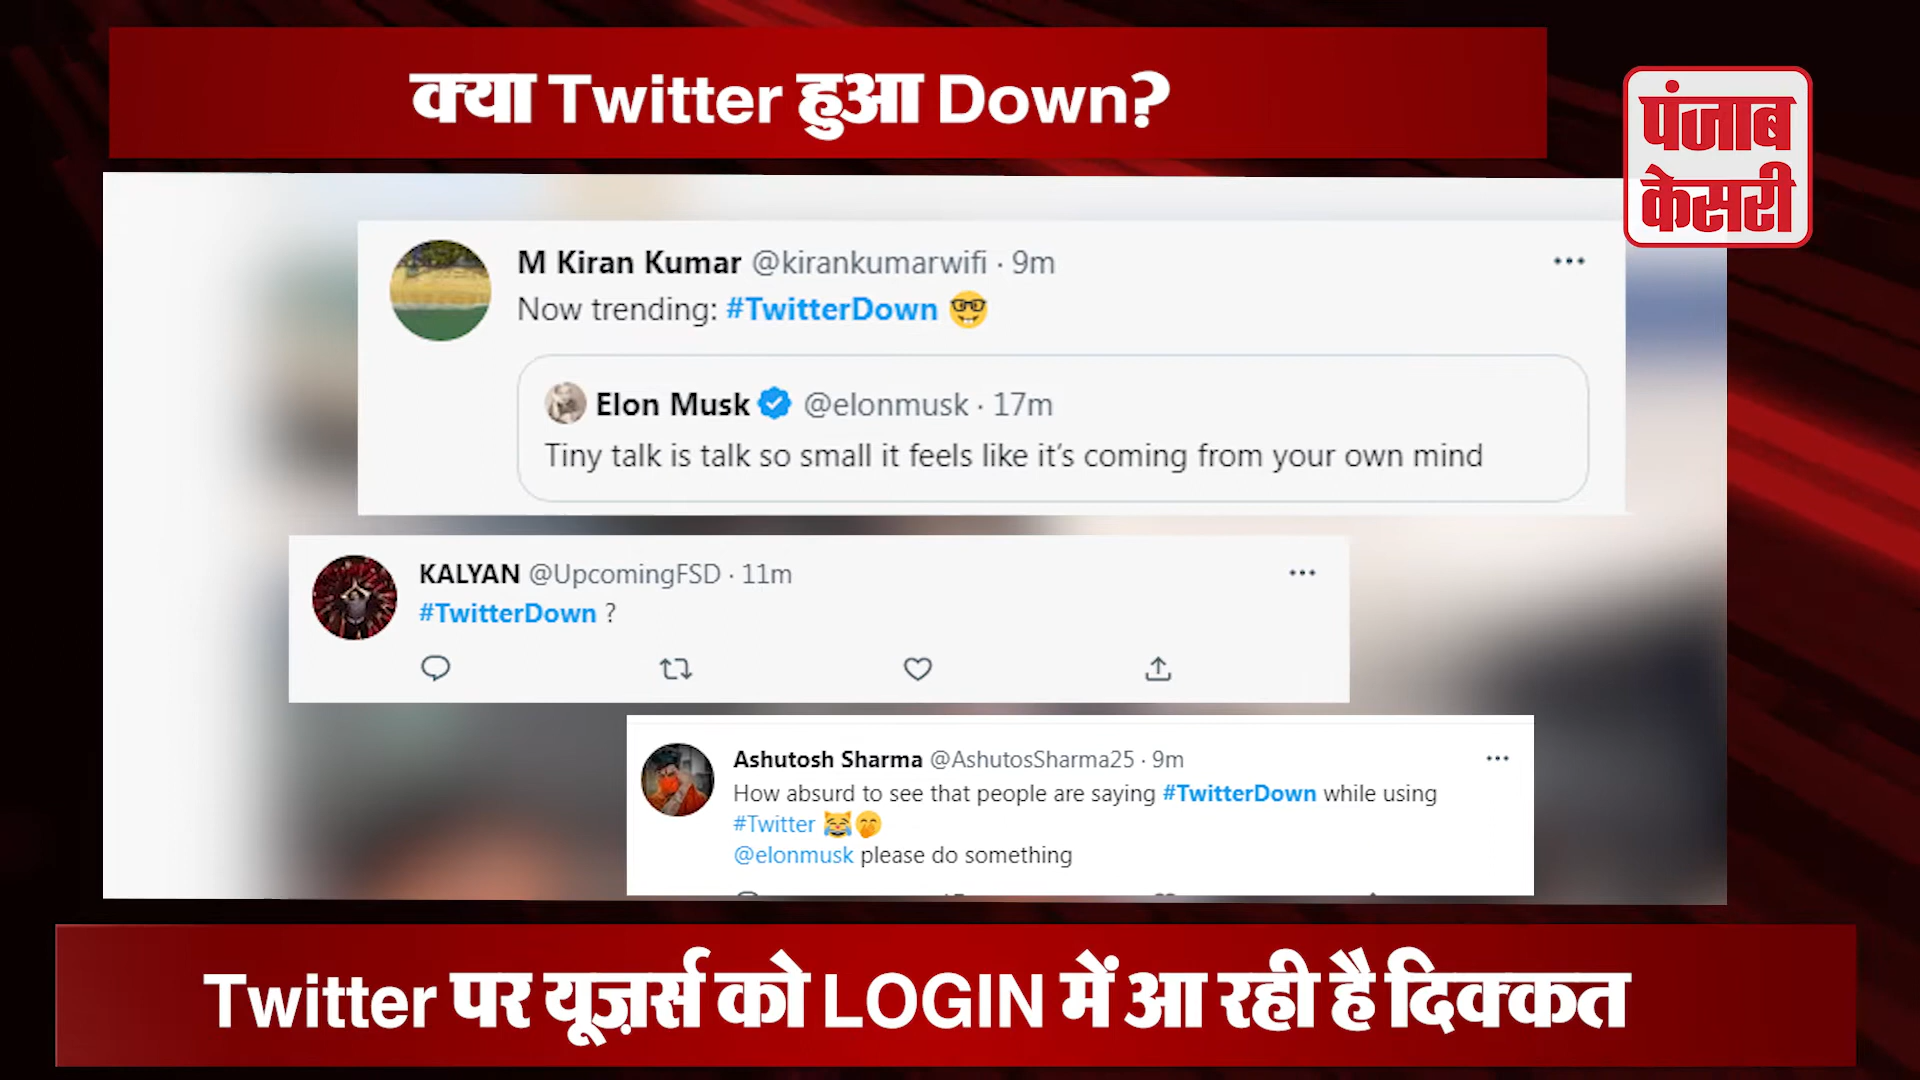 क्या Twitter हुआ Down?
पंजाब
केसरी
M Kiran Kumar @kirankumarwifi · 9m
Now trending: #TwitterDown 🤓
Elon Musk @elonmusk · 17m
Tiny talk is talk so small it feels like it’s coming from your own mind
KALYAN @UpcomingFSD · 11m
#TwitterDown ?
Ashutosh Sharma @AshutosSharma25 · 9m
How absurd to see that people are saying #TwitterDown while using
#Twitter 😹🤭
@elonmusk please do something
Twitter पर यूज़र्स को LOGIN में आ रही है दिक्कत